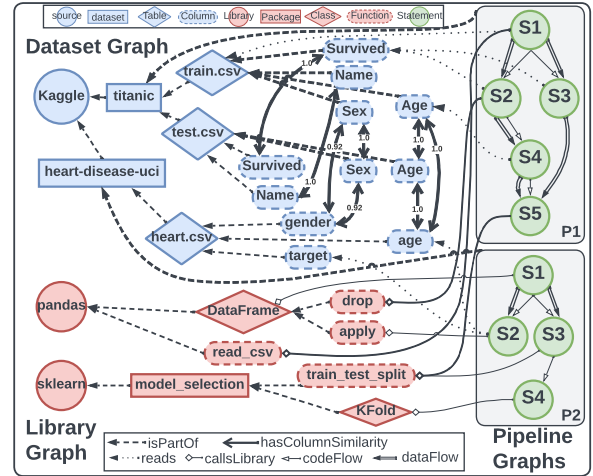 source dataset Table Column Library Package Class Function Statement
Dataset Graph
Kaggle
titanic
train.csv
test.csv
heart-disease-uci
heart.csv
Survived
Name
Sex
Age
Survived
Name
Sex
Age
gender
age
target
1.0
0.92
1.0
1.0
1.0
1.0
1.0
0.92
S1
S2
S3
S4
S5
P1
S1
S2
S3
S4
P2
pandas
DataFrame
drop
apply
read_csv
sklearn
model_selection
train_test_split
KFold
Library
Graph
Pipeline
Graphs
isPartOf hasColumnSimilarity
reads callsLibrary codeFlow dataFlow